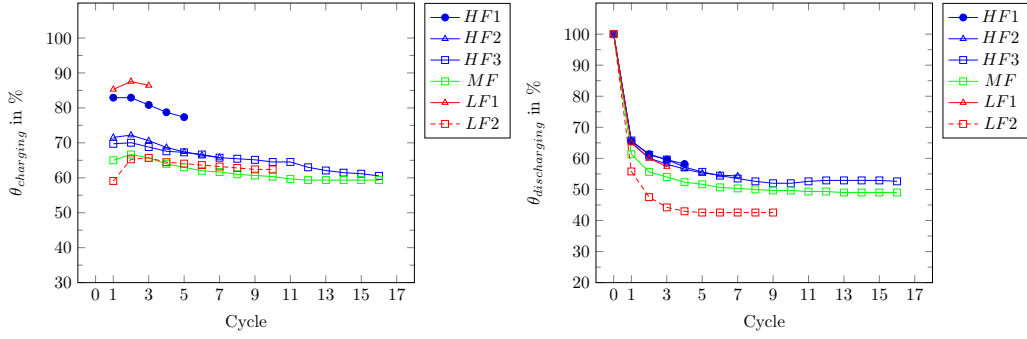 100
90
80
70
60
50
40
30
0 1 3 5 7 9 11 13 15 17
Cycle
θcharging in %
HF1
HF2
HF3
MF
LF1
LF2
100
90
80
70
60
50
40
30
20
0 1 3 5 7 9 11 13 15 17
Cycle
θdischarging in %
HF1
HF2
HF3
MF
LF1
LF2